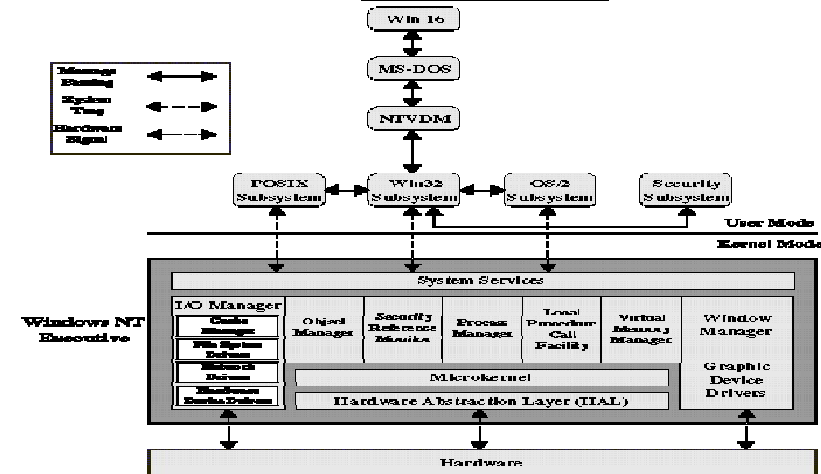 Win 16
MS-DOS
NTVDM
Message
Passing
System
Trap
Hardware
Signal
POSIX
Subsystem
Win32
Subsystem
OS-2
Subsystem
Security
Subsystem
User Mode
Kernel Mode
System Services
Windows NT
Executive
I/O Manager
Cache
Manager
File System
Drivers
Network
Drivers
Hardware
Device Drivers
Object
Manager
Security
Reference
Monitor
Process
Manager
Local
Procedure
Call
Facility
Virtual
Memory
Manager
Window
Manager
Graphic
Device
Drivers
Microkernel
Hardware Abstraction Layer (HAL)
Hardware